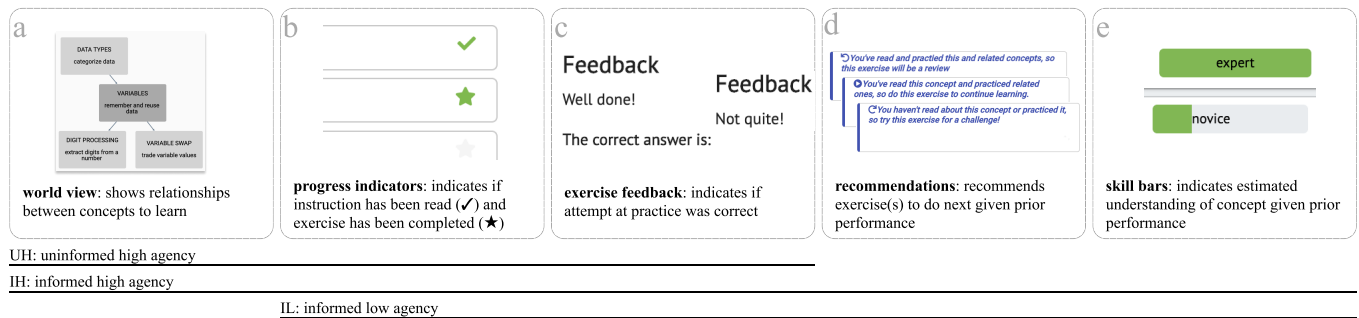 a
DATA TYPES
categorize data
VARIABLES
remember and reuse
data
DIGIT PROCESSING
extract digits from a
number
VARIABLE SWAP
trade variable values
world view: shows relationships
between concepts to learn
b
progress indicators: indicates if
instruction has been read (✓) and
exercise has been completed (★)
c
Feedback
Well done!
The correct answer is:
Feedback
Not quite!
exercise feedback: indicates if
attempt at practice was correct
d
You've read and practied this and related concepts, so
this exercise will be a review
You've read this concept and practiced related
ones, so do this exercise to continue learning.
You haven't read about this concept or practiced it,
so try this exercise for a challenge!
recommendations: recommends
exercise(s) to do next given prior
performance
e
expert
novice
skill bars: indicates estimated
understanding of concept given prior
performance
UH: uninformed high agency
IH: informed high agency
IL: informed low agency